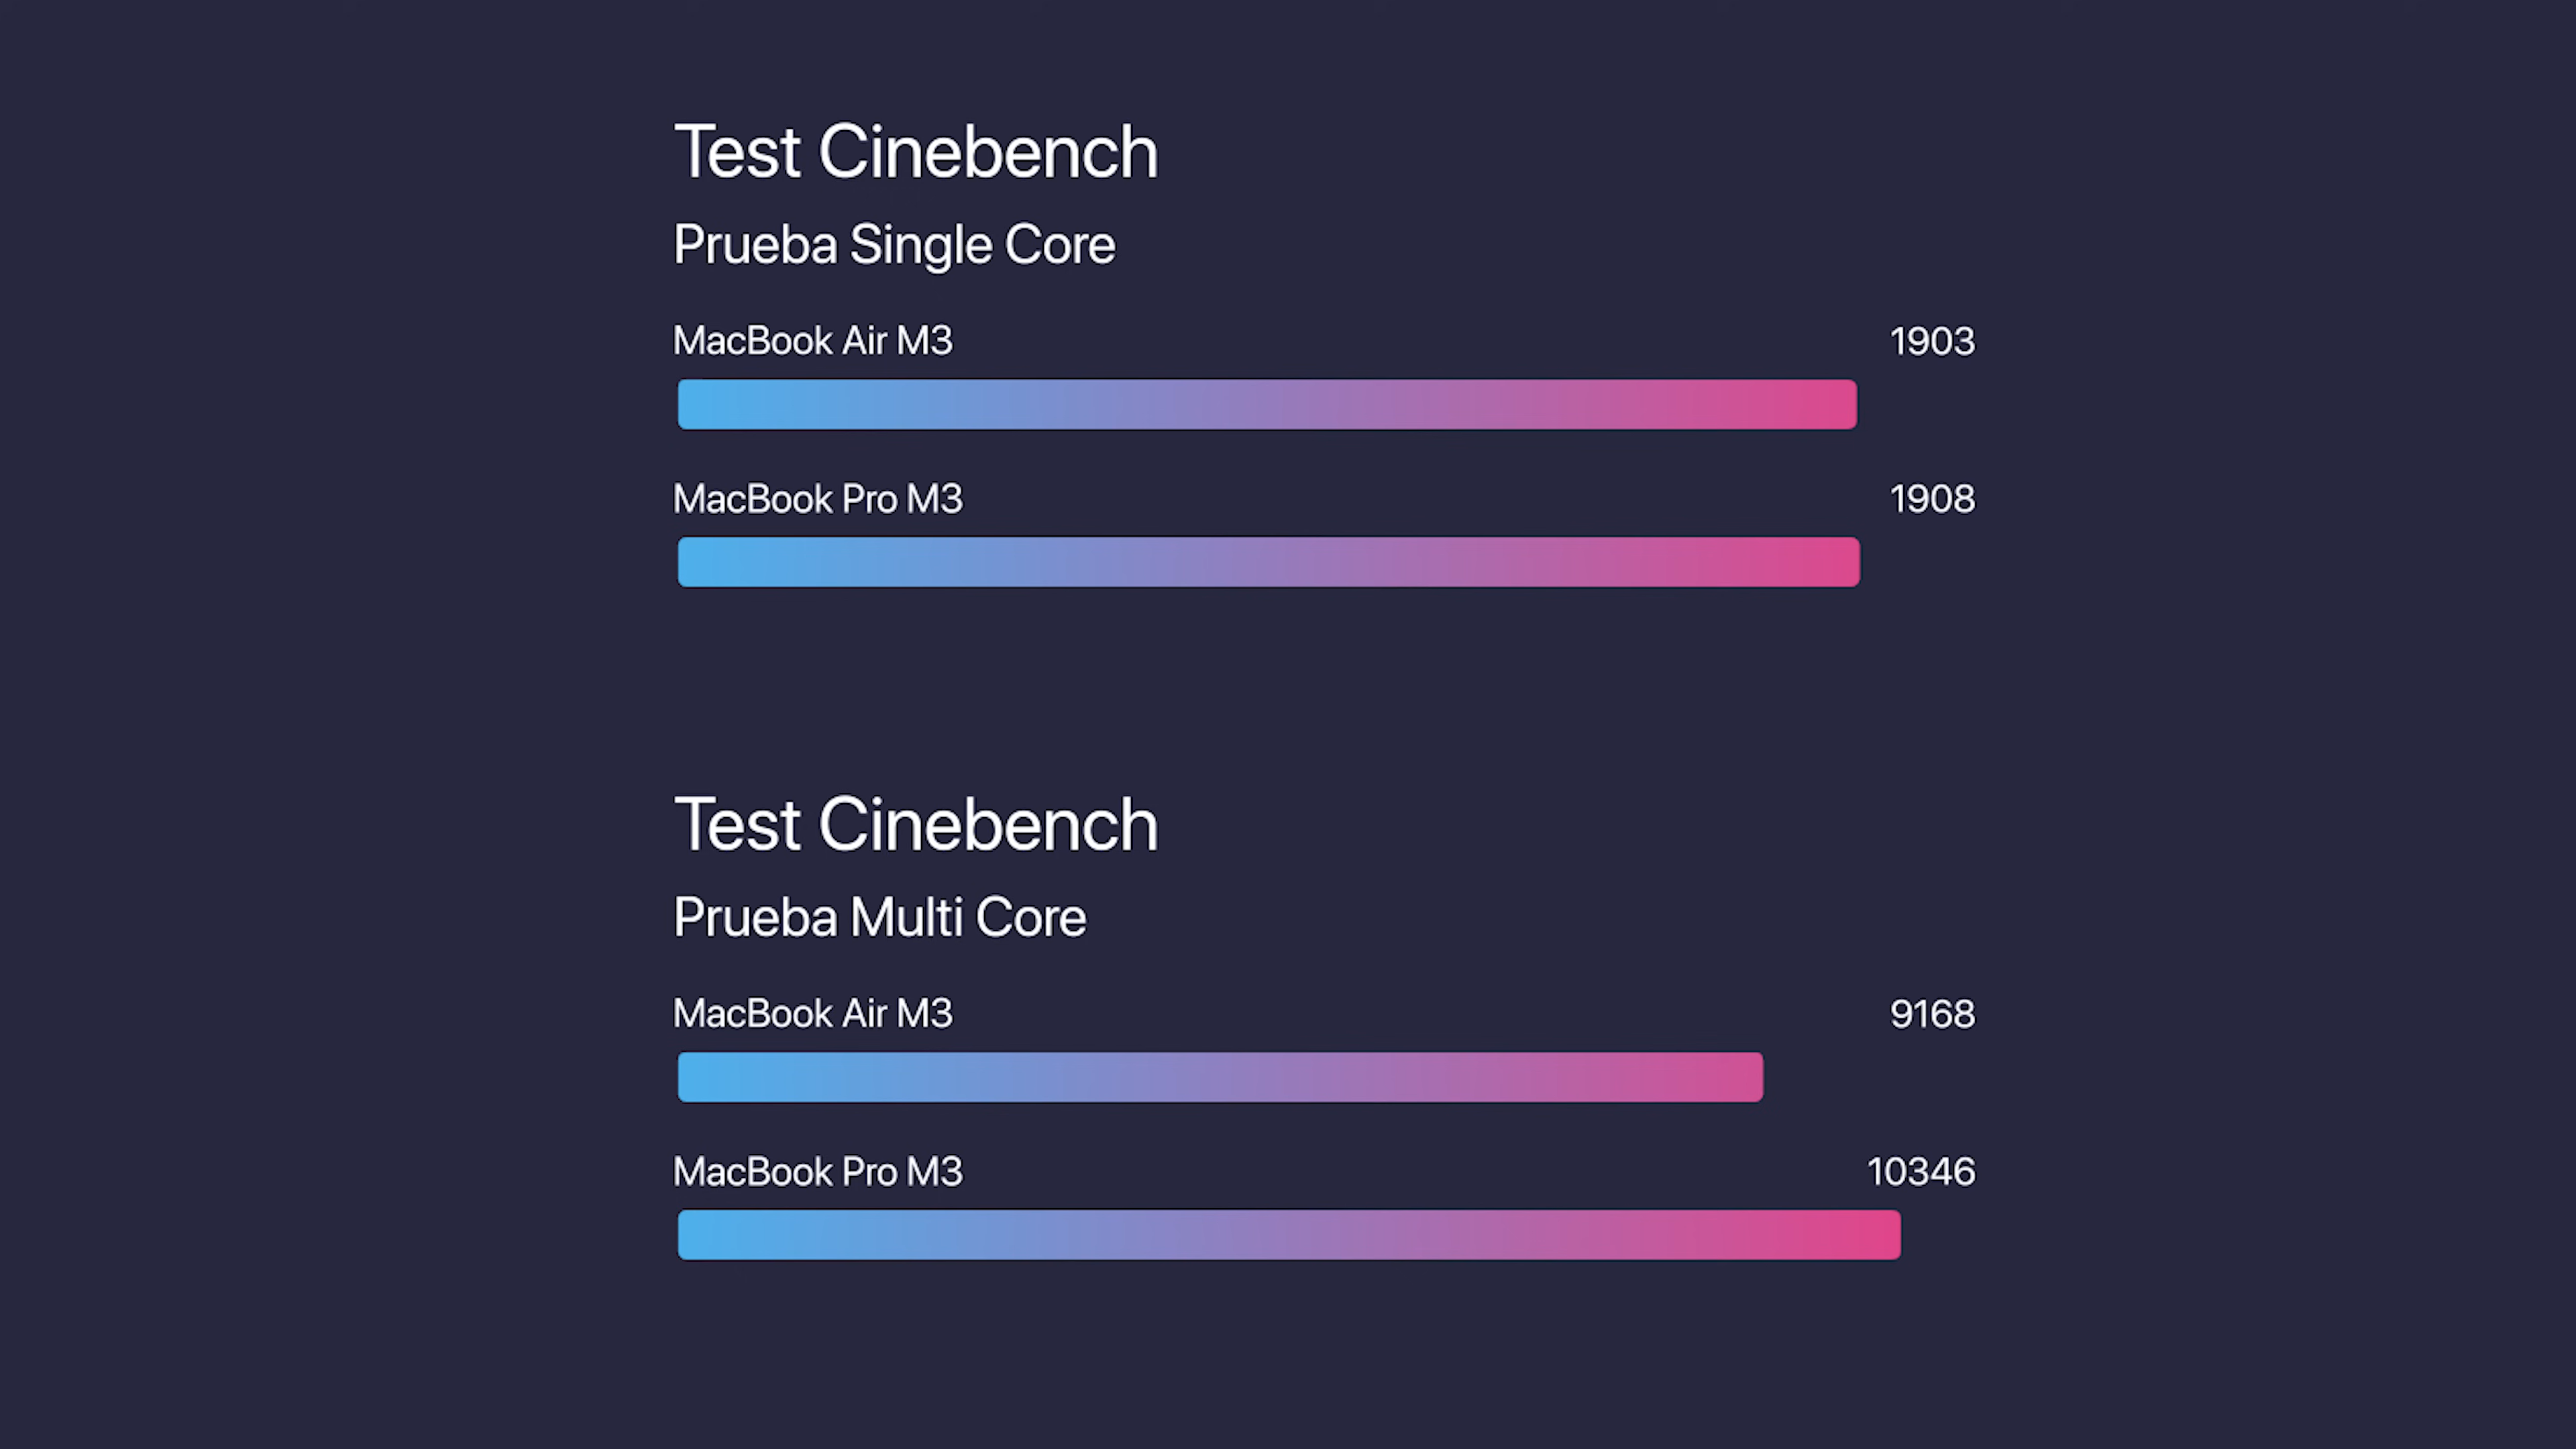 Test Cinebench
Prueba Single Core
MacBook Air M3 1903
MacBook Pro M3 1908
Test Cinebench
Prueba Multi Core
MacBook Air M3 9168
MacBook Pro M3 10346